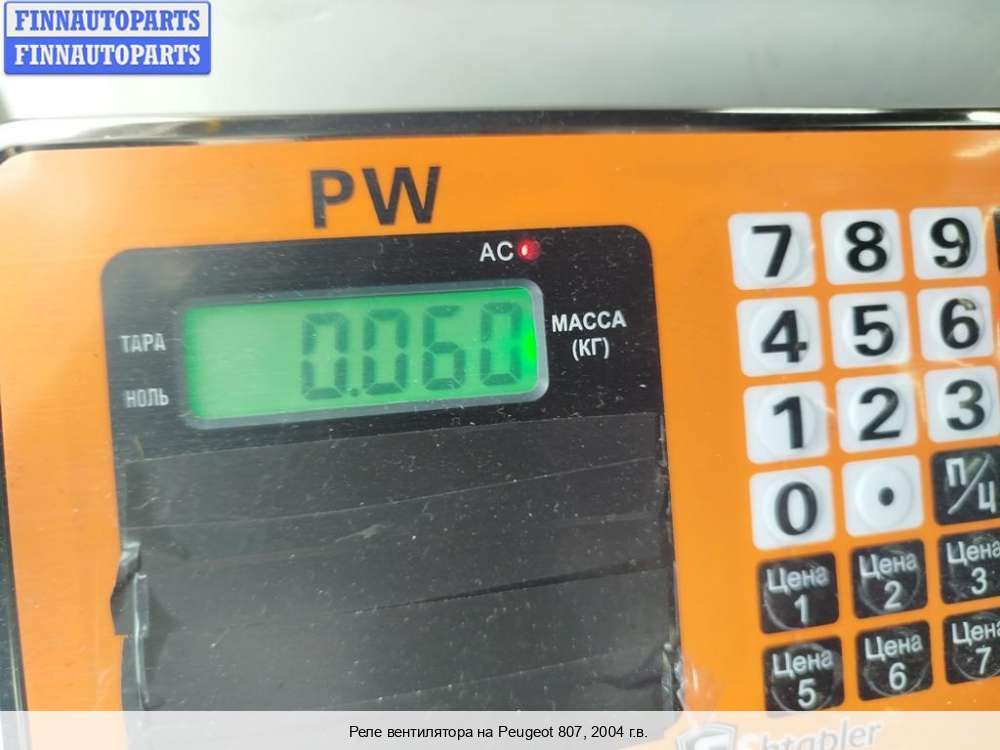 FINNAUTOPARTS
FINNAUTOPARTS
PW
AC
ТАРА
0.060
МАССА
(КГ)
НОЛЬ
7 8 9
4 5 6
1 2 3
0 . П/Ц
Цена 1 Цена 2 Цена 3
Цена 5 Цена 6 Цена 7
Реле вентилятора на Peugeot 807, 2004 г.в.